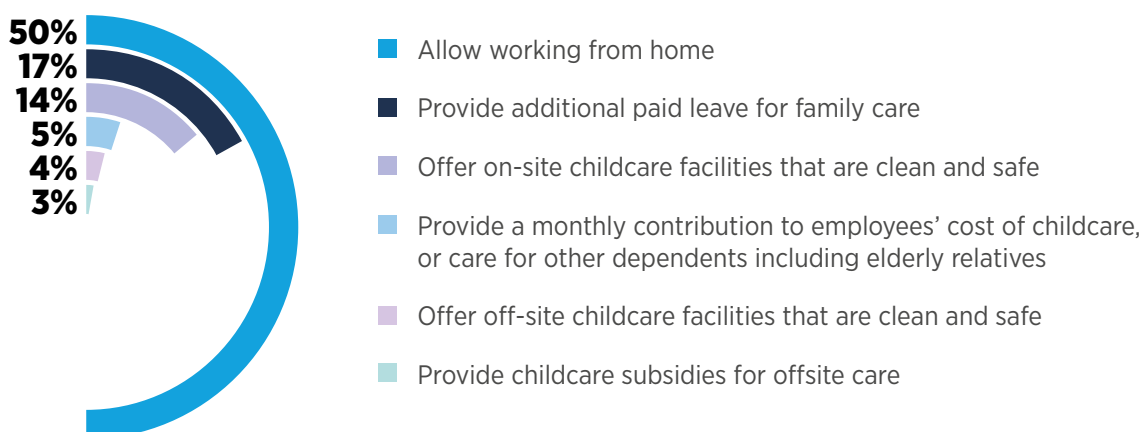 50%
17%
14%
5%
4%
3%
Allow working from home
Provide additional paid leave for family care
Offer on-site childcare facilities that are clean and safe
Provide a monthly contribution to employees’ cost of childcare,
or care for other dependents including elderly relatives
Offer off-site childcare facilities that are clean and safe
Provide childcare subsidies for offsite care